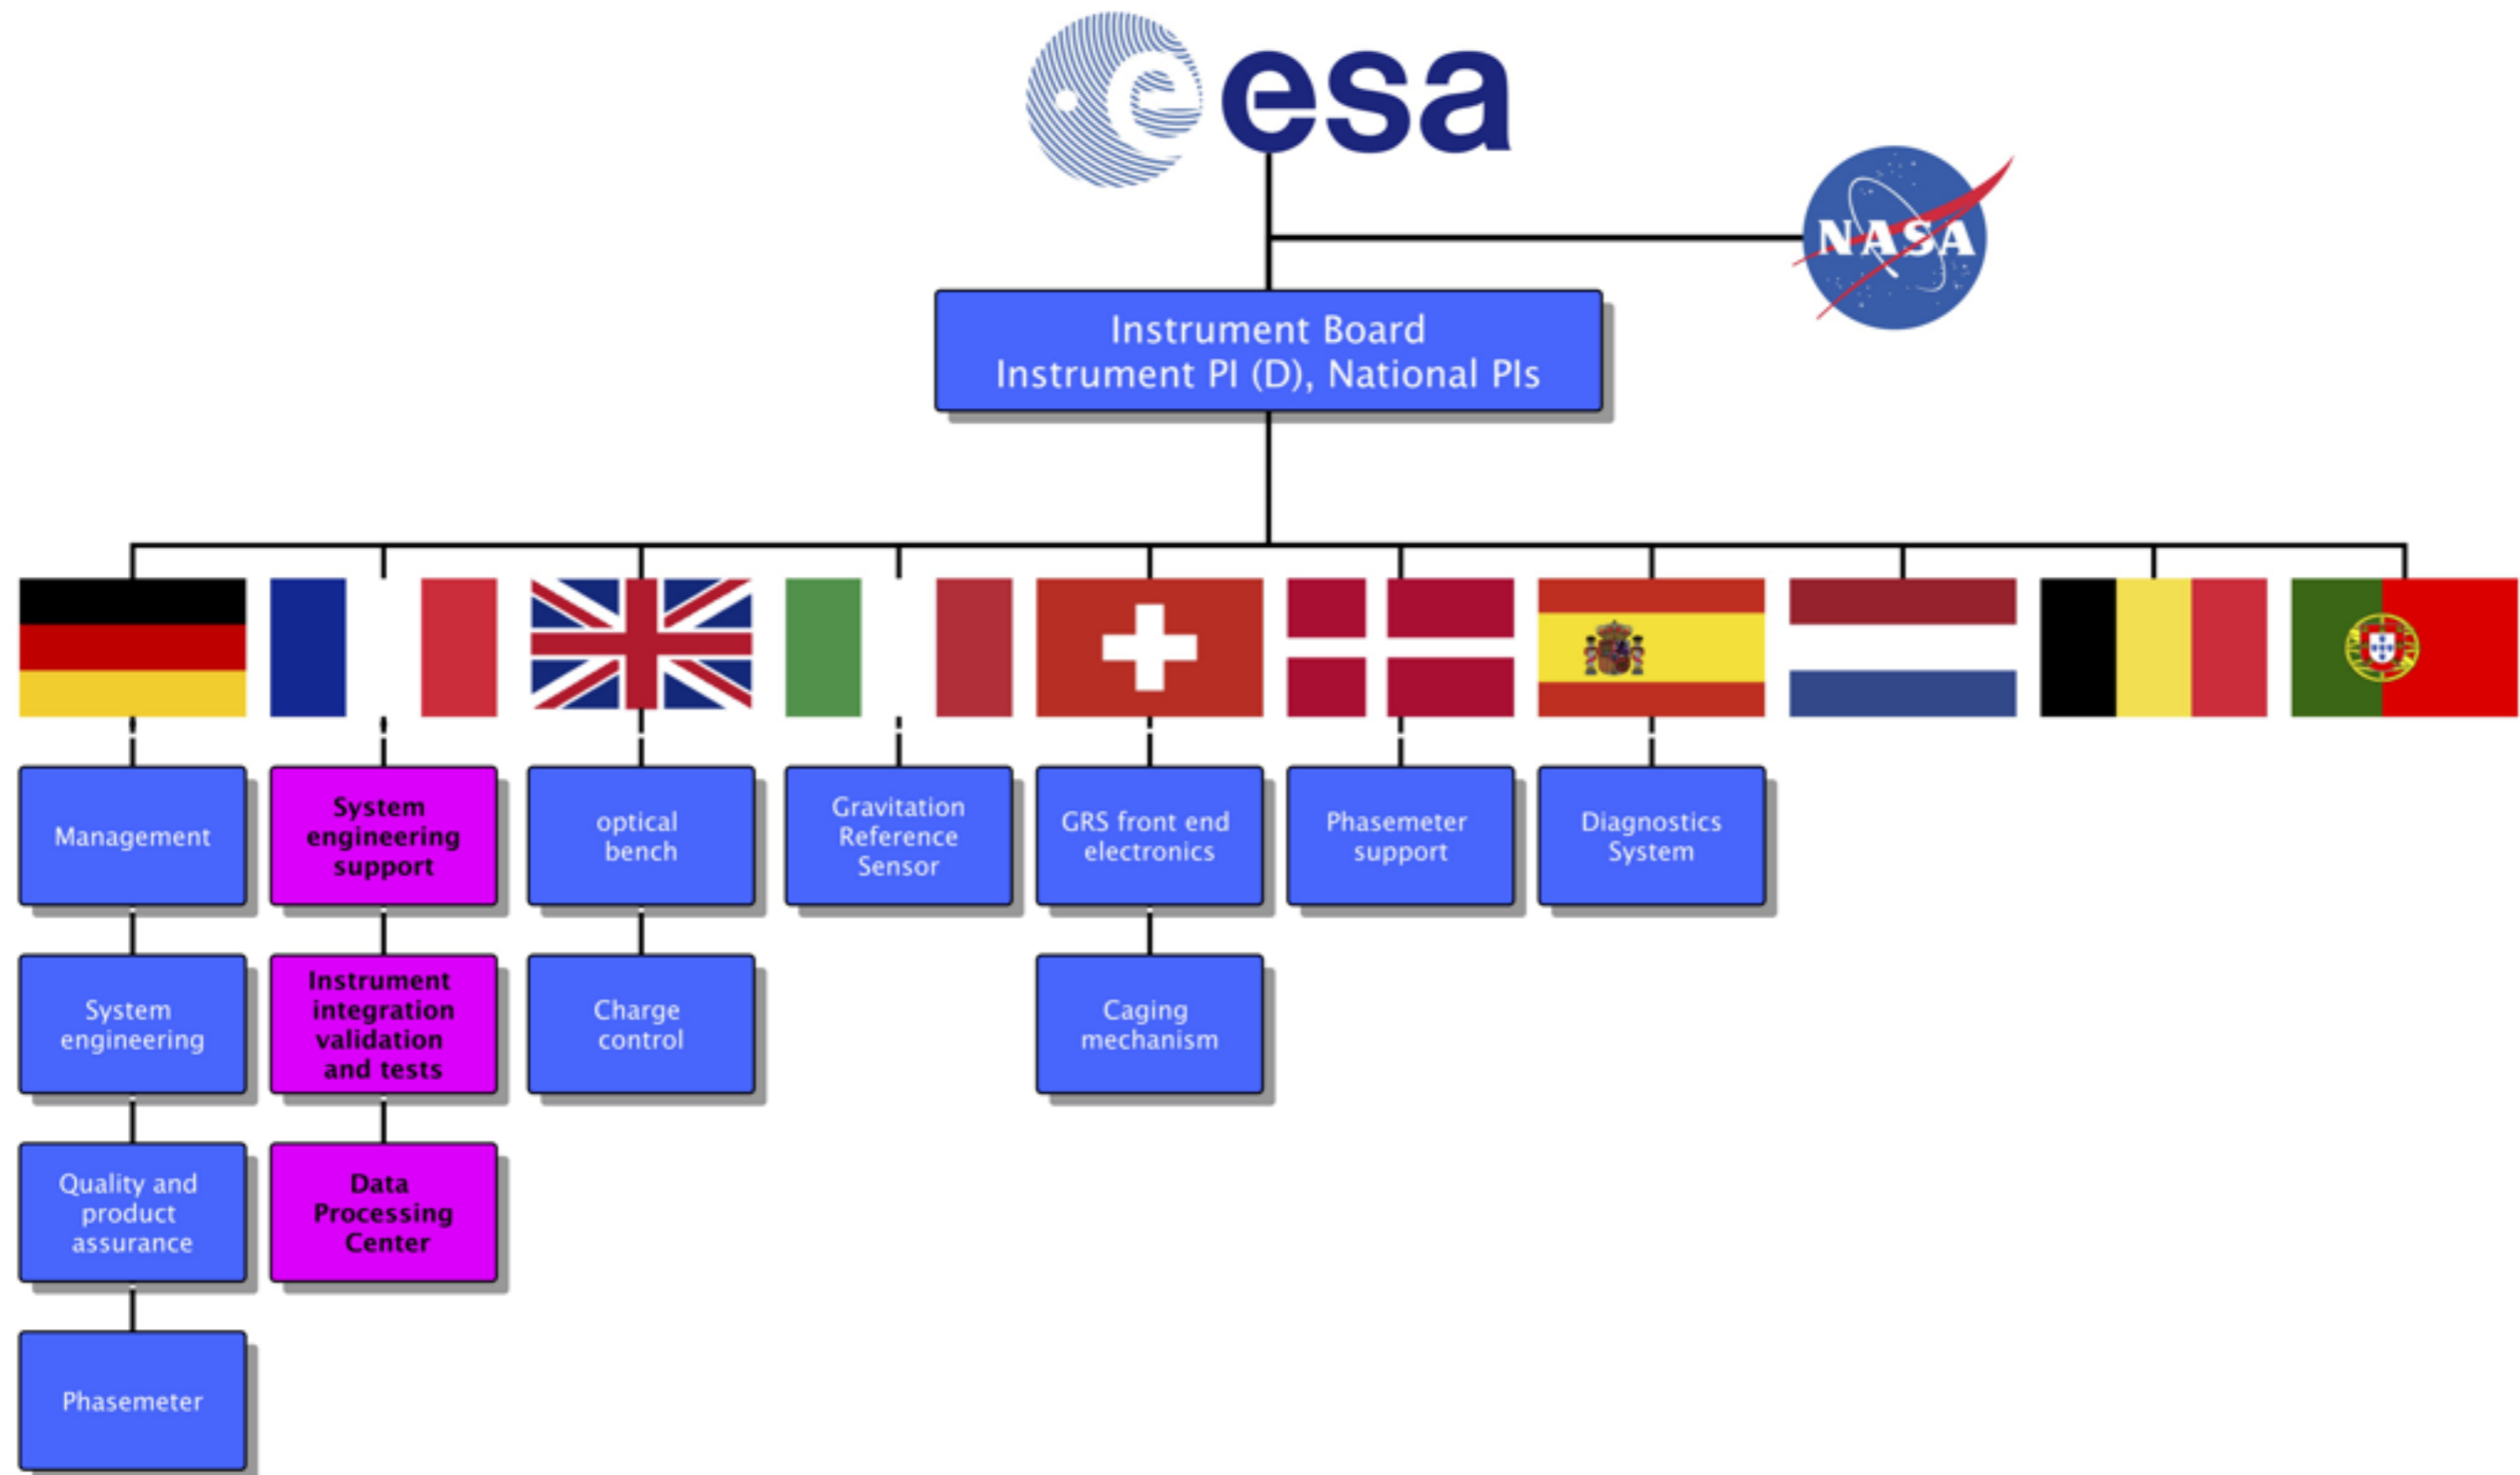 esa
NASA
Instrument Board
Instrument PI (D), National PIs
Management
System
engineering
support
optical
bench
Gravitation
Reference
Sensor
GRS front end
electronics
Phasemeter
support
Diagnostics
System
System
engineering
Instrument
integration
validation
and tests
Charge
control
Caging
mechanism
Quality and
product
assurance
Data
Processing
Center
Phasemeter